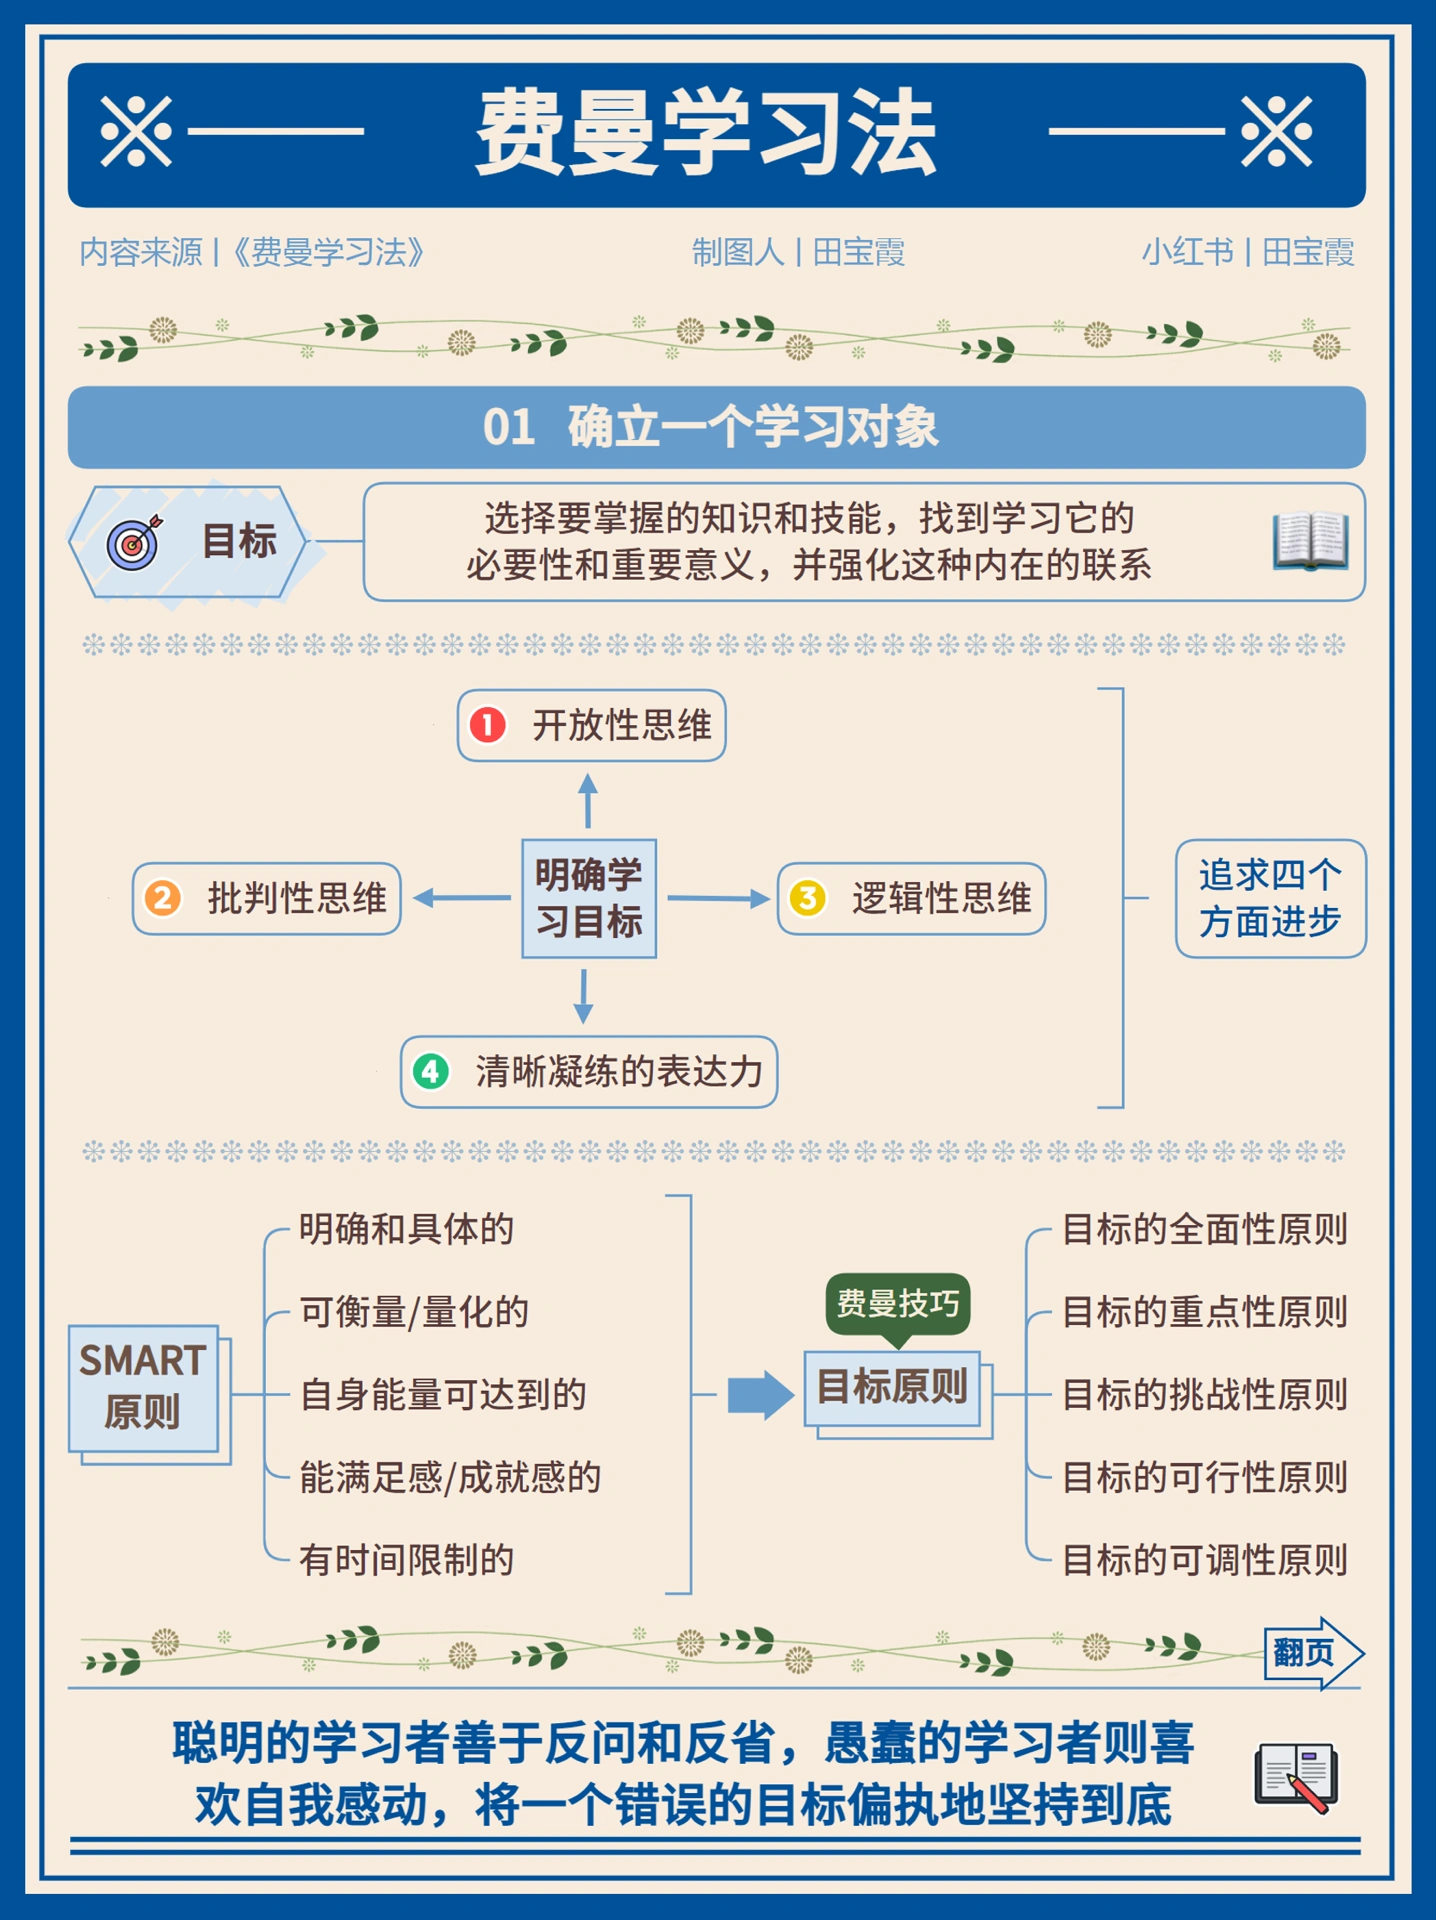 ※—— 费曼学习法 ——※
内容来源 |《费曼学习法》
制图人 | 田宝霞
小红书 | 田宝霞
01 确立一个学习对象
目标
选择要掌握的知识和技能，找到学习它的
必要性和重要意义，并强化这种内在的联系
1 开放性思维
2 批判性思维
明确学
习目标
3 逻辑性思维
4 清晰凝练的表达力
追求四个
方面进步
SMART
原则
明确和具体的
可衡量/量化的
自身能量可达到的
能满足感/成就感的
有时间限制的
费曼技巧
目标原则
目标的全面性原则
目标的重点性原则
目标的挑战性原则
目标的可行性原则
目标的可调性原则
翻页
聪明的学习者善于反问和反省，愚蠢的学习者则喜
欢自我感动，将一个错误的目标偏执地坚持到底